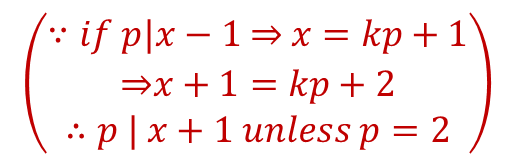 (∵ if p|x − 1 ⇒ x = kp + 1
⇒x + 1 = kp + 2
∴ p | x + 1 unless p = 2)